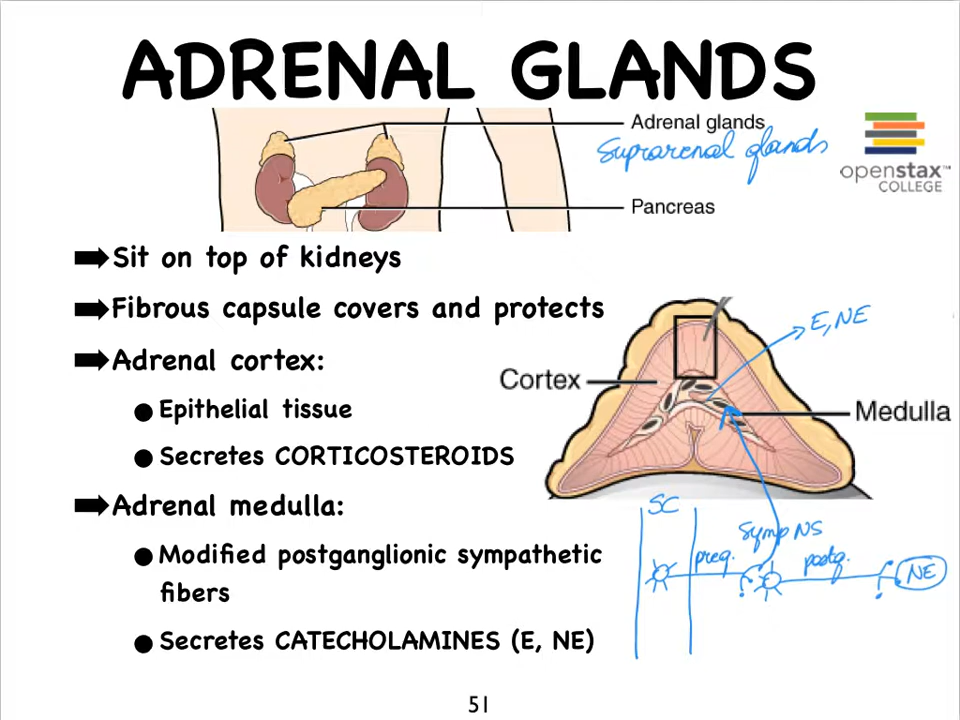 ADRENAL GLANDS
Adrenal glands
Suprarenal glands
openstax™
COLLEGE
Pancreas
➡Sit on top of kidneys
➡Fibrous capsule covers and protects
E, NE
➡Adrenal cortex:
Cortex
● Epithelial tissue
Medulla
● Secretes CORTICOSTEROIDS
➡Adrenal medulla:
SC
Symp NS
● Modified postganglionic sympathetic
fibers
preg.
postg.
NE
● Secretes CATECHOLAMINES (E, NE)
51